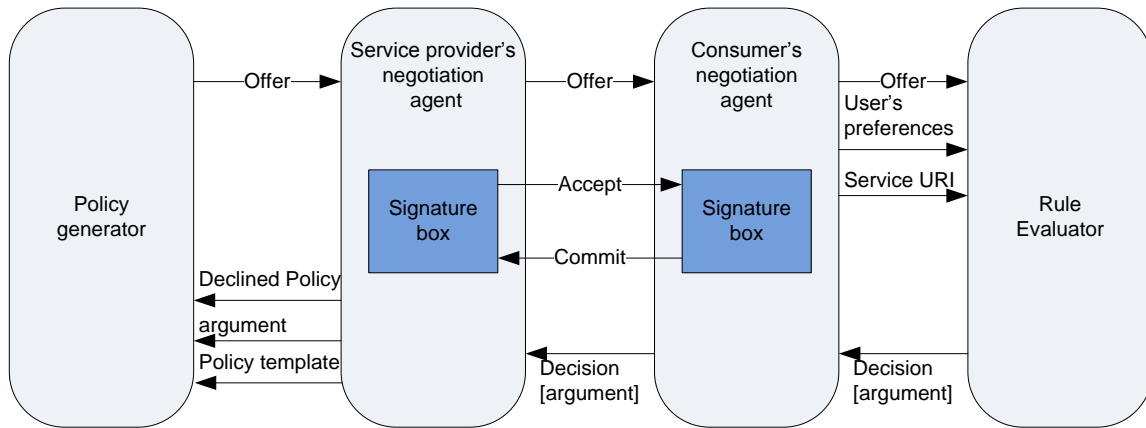 Service provider's
negotiation
agent
Consumer's
negotiation
agent
Offer
Offer
Offer
User's
preferences
Accept
Service URI
Policy
generator
Signature
box
Signature
box
Rule
Evaluator
Commit
Declined Policy
argument
Policy template
Decision
[argument]
Decision
[argument]